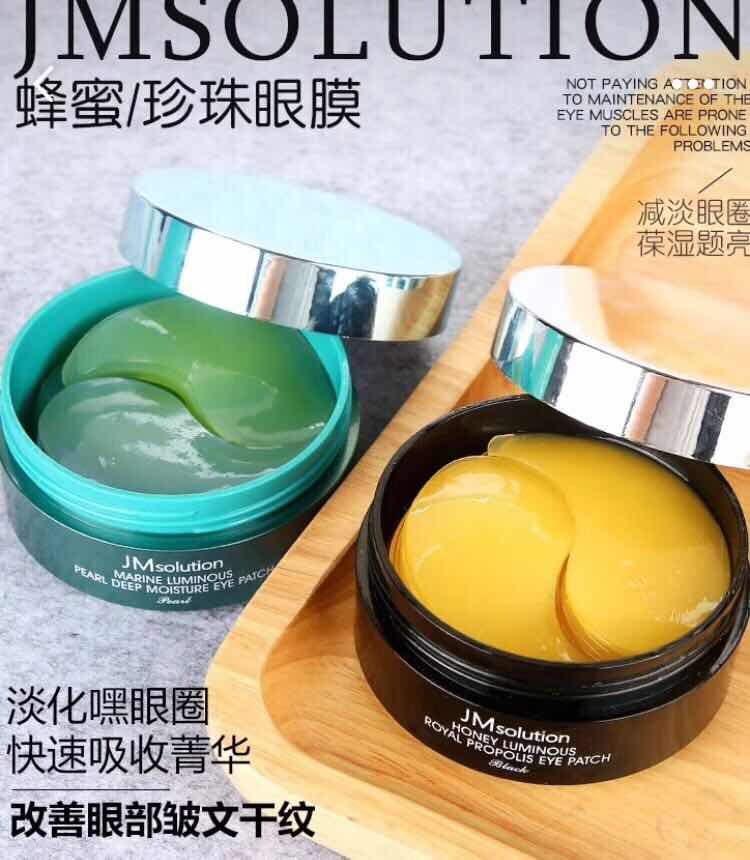 JMSOLUTION
蜂蜜/珍珠眼膜
NOT PAYING ATTENTION
TO MAINTENANCE OF THE
EYE MUSCLES ARE PRONE
TO THE FOLLOWING
PROBLEMS
减淡眼圈
葆湿题亮
JMsolution
MARINE LUMINOUS
PEARL DEEP MOISTURE EYE PATCH
Pearl
JMsolution
HONEY LUMINOUS
ROYAL PROPOLIS EYE PATCH
Black
淡化嘿眼圈
快速吸收菁华
改善眼部皱文干纹